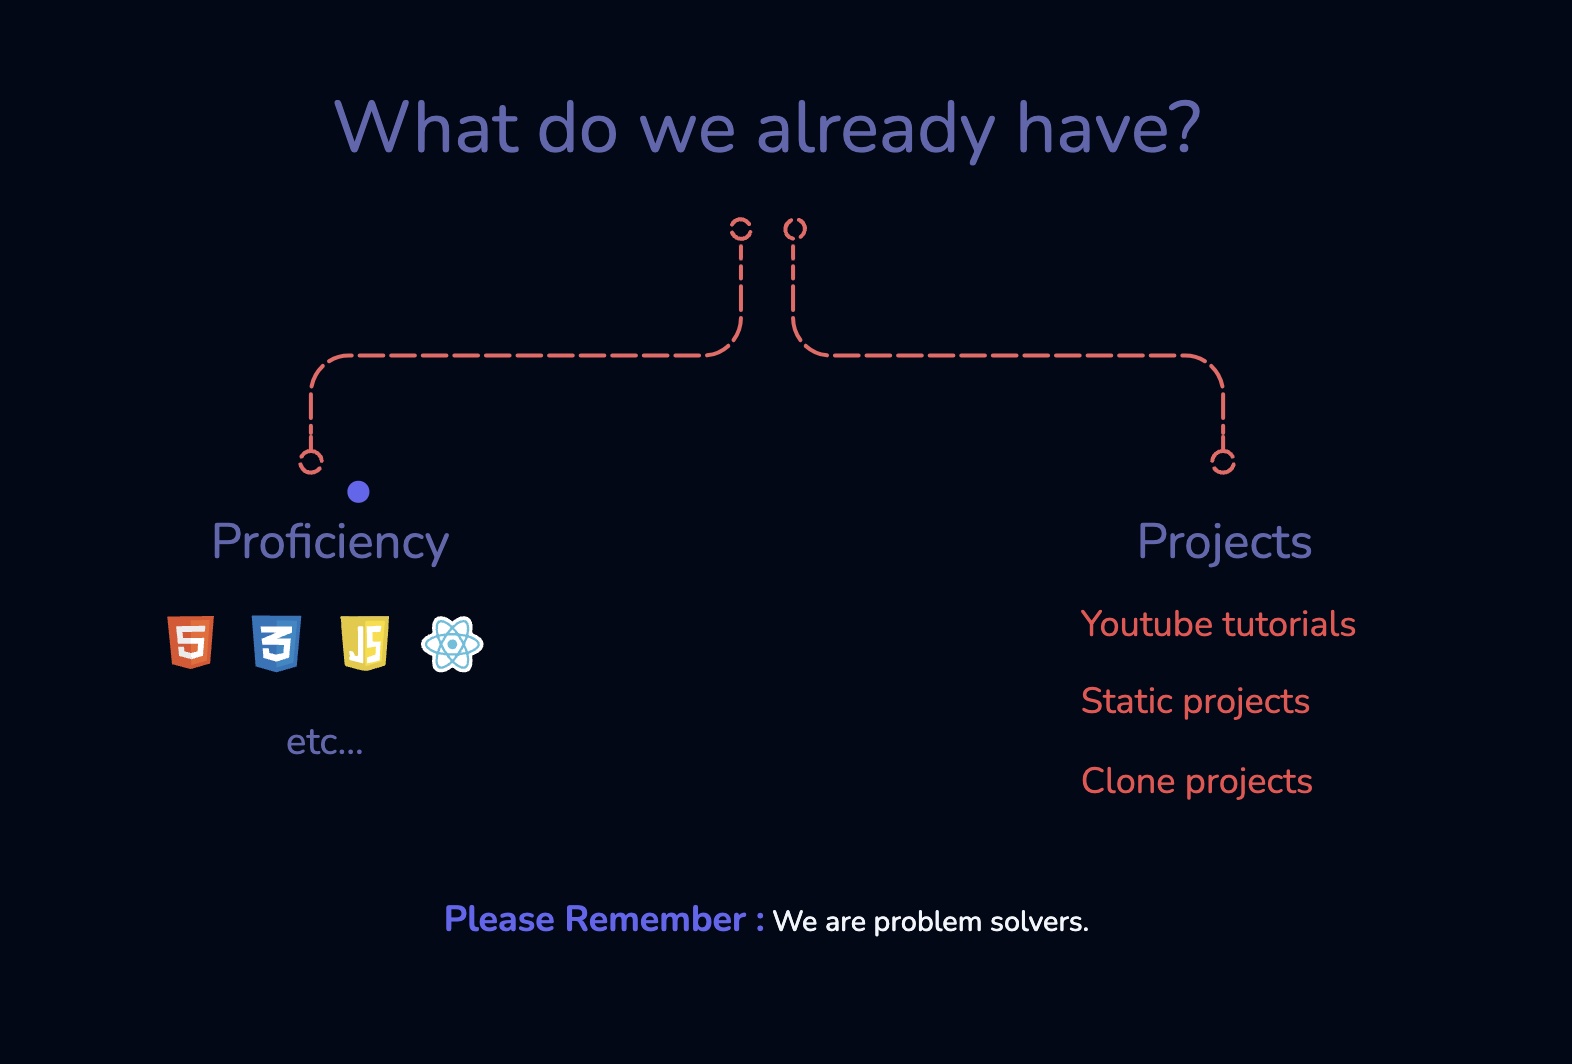 What do we already have?
Proficiency
5
3
JS
etc...
Projects
Youtube tutorials
Static projects
Clone projects
Please Remember : We are problem solvers.